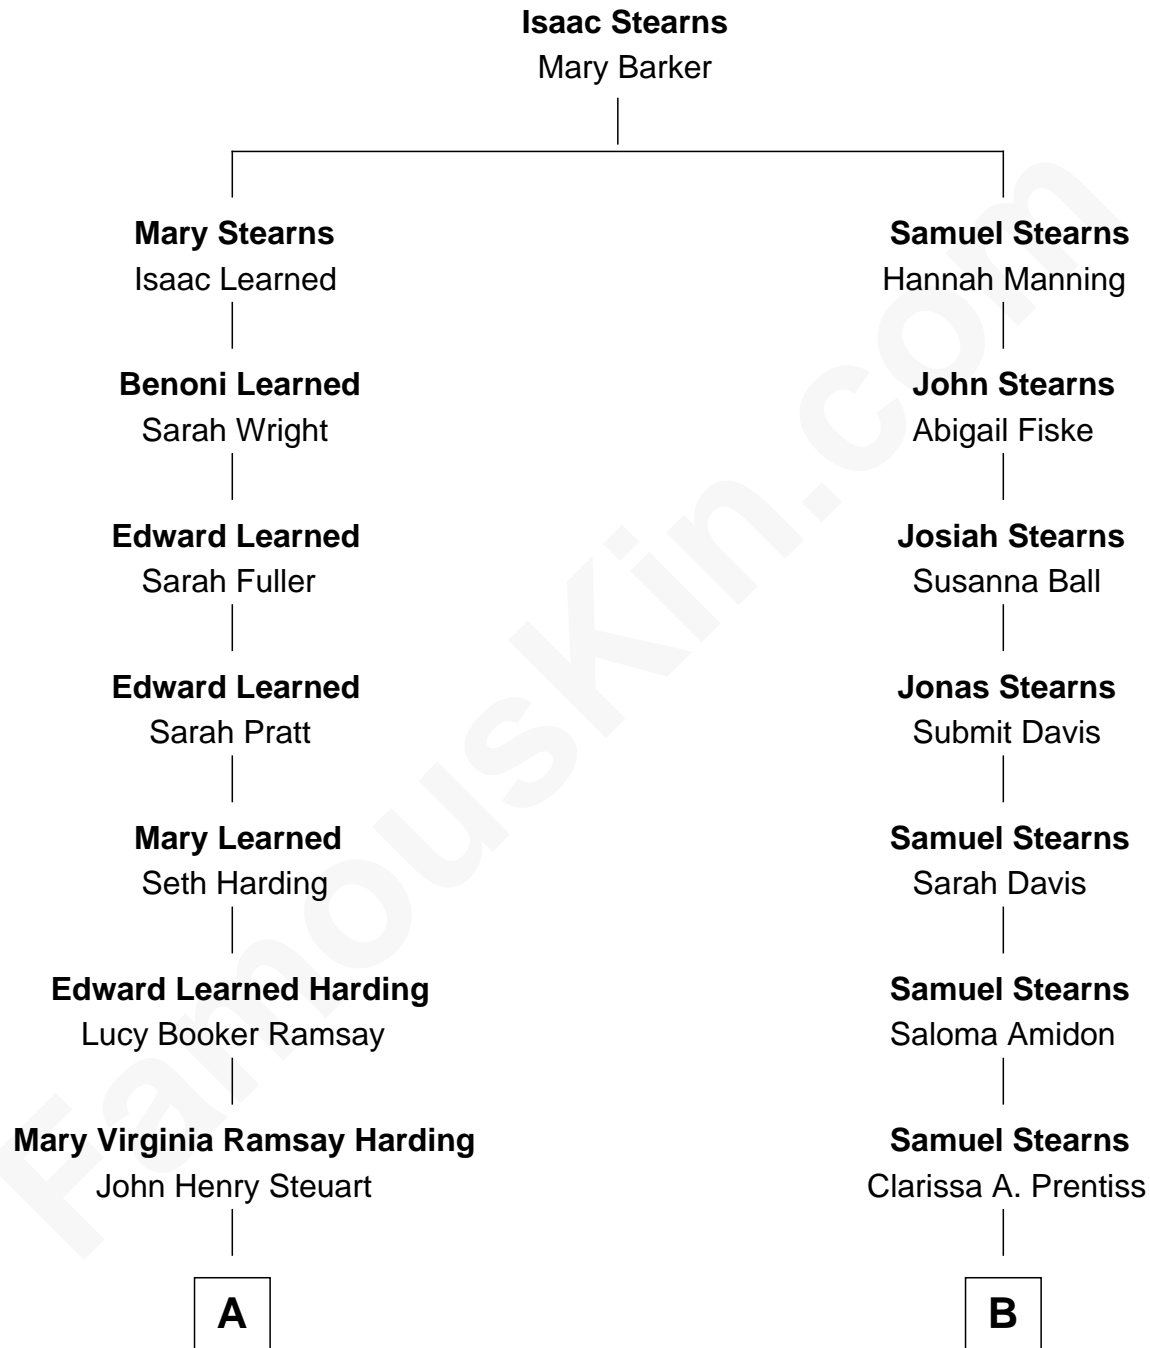 Isaac Stearns
Mary Barker
Mary Stearns
Isaac Learned
Samuel Stearns
Hannah Manning
Benoni Learned
Sarah Wright
John Stearns
Abigail Fiske
Edward Learned
Sarah Fuller
Josiah Stearns
Susanna Ball
Edward Learned
Sarah Pratt
Jonas Stearns
Submit Davis
Mary Learned
Seth Harding
Samuel Stearns
Sarah Davis
Edward Learned Harding
Lucy Booker Ramsay
Samuel Stearns
Saloma Amidon
Mary Virginia Ramsay Harding
John Henry Steuart
Samuel Stearns
Clarissa A. Prentiss
A
B
FamousKin.com